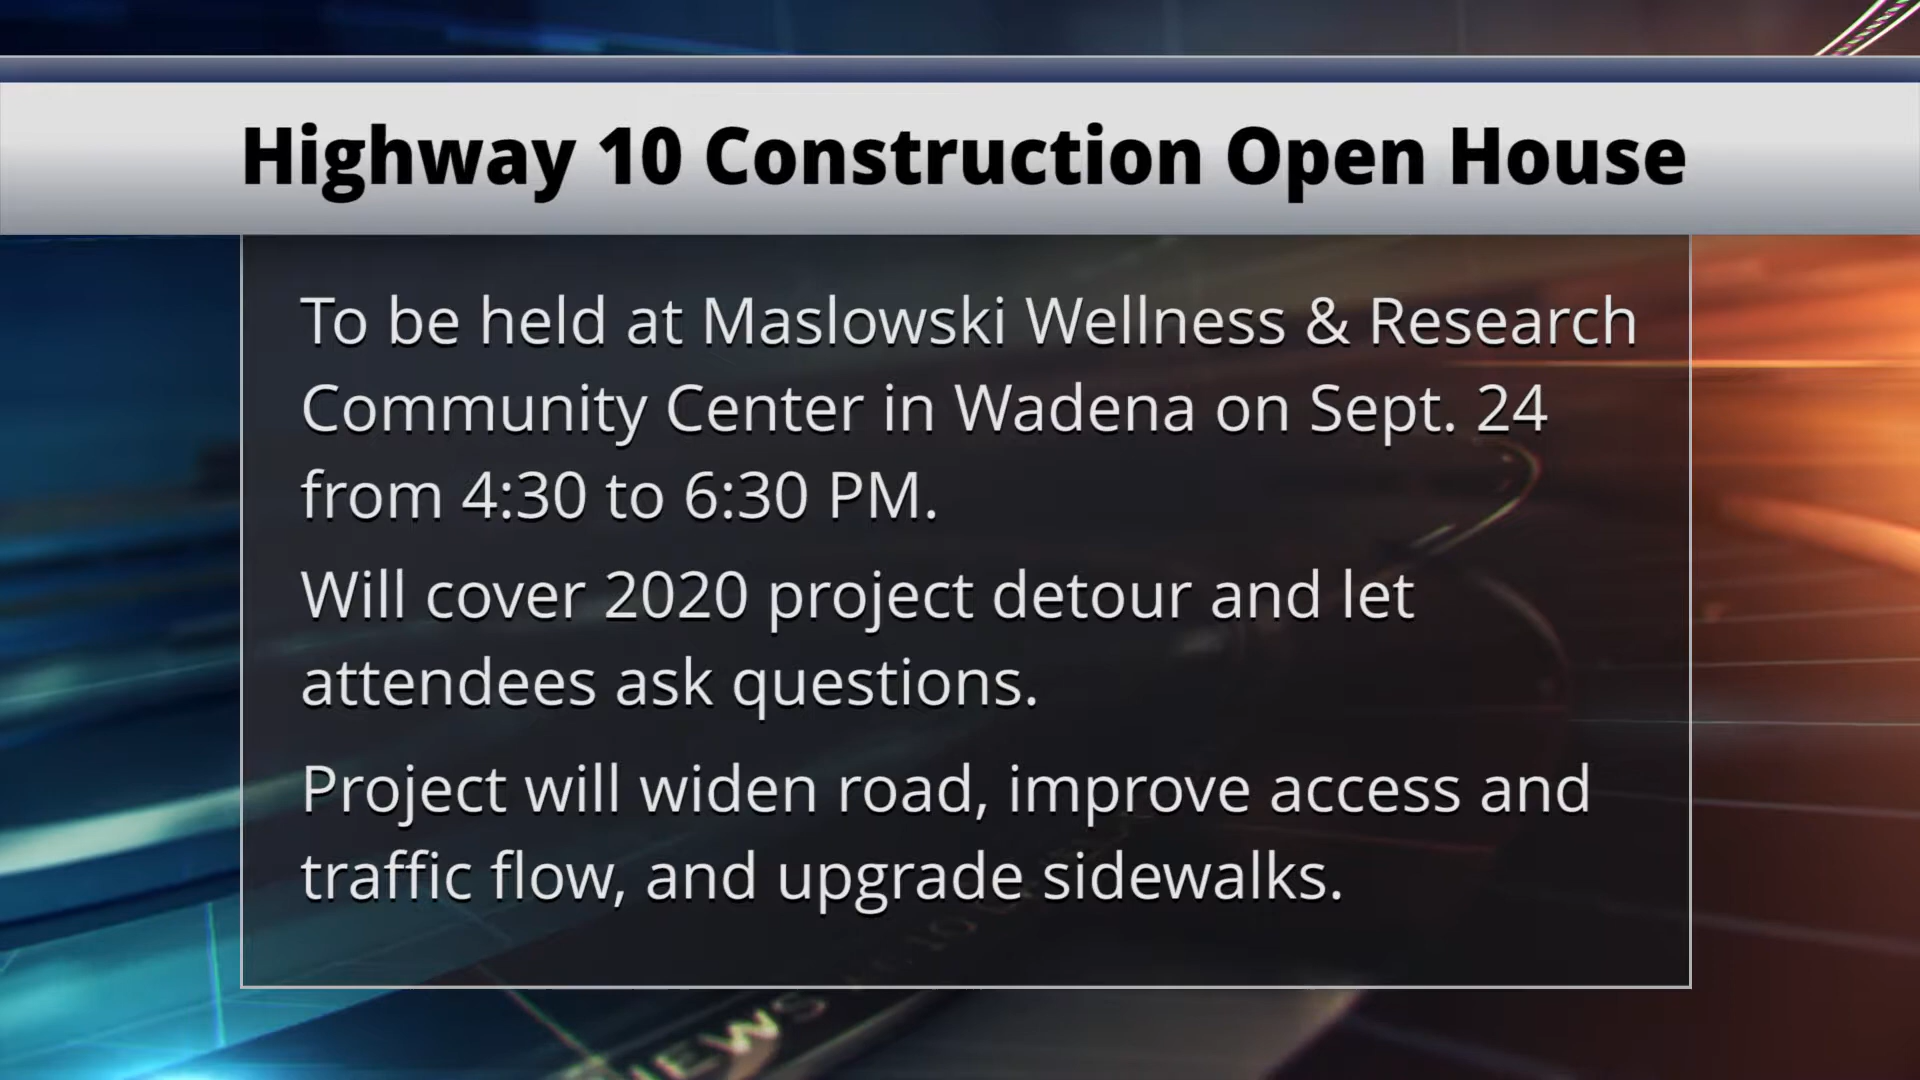 Highway 10 Construction Open House
To be held at Maslowski Wellness & Research
Community Center in Wadena on Sept. 24
from 4:30 to 6:30 PM.
Will cover 2020 project detour and let
attendees ask questions.
Project will widen road, improve access and
traffic flow, and upgrade sidewalks.